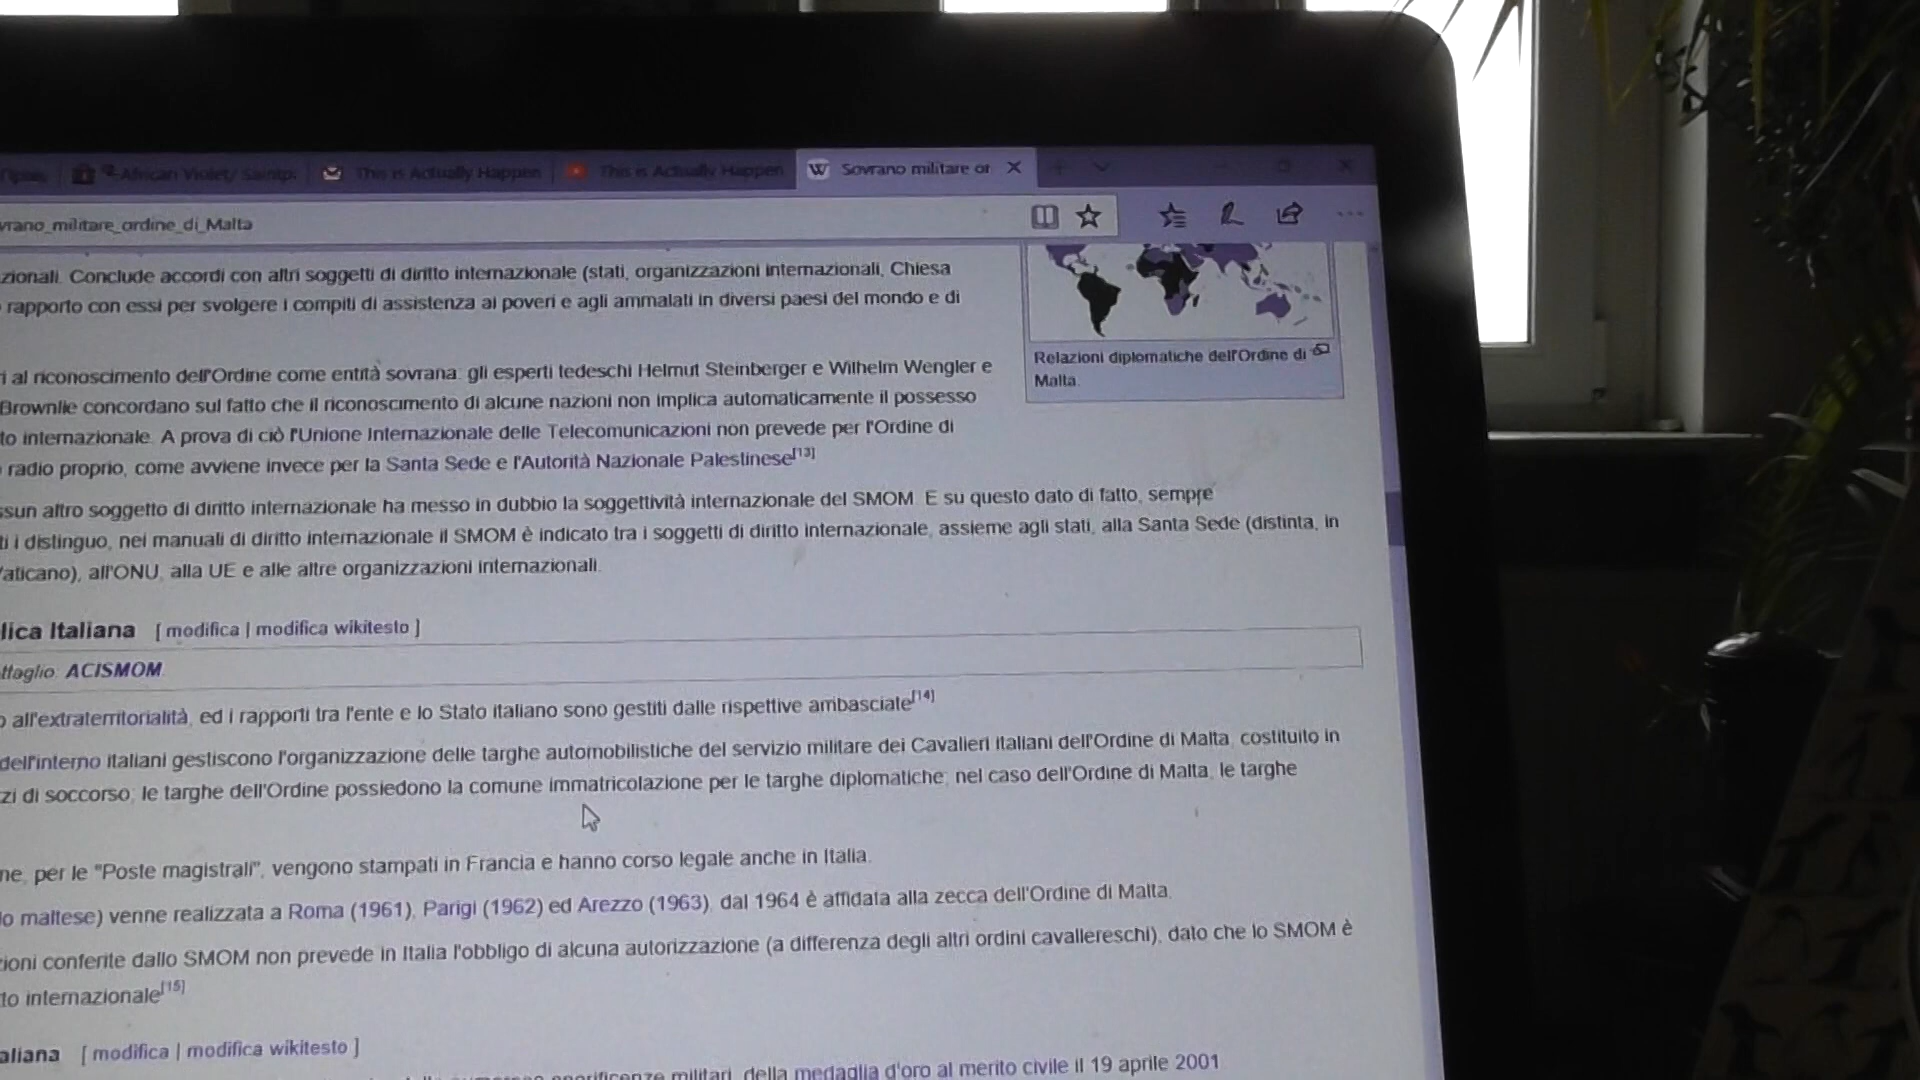 African Violet/ Saintp: This is Actually Happen This is Actually Happen Sovrano militare or
vrano_militare_ordine_di_Malta
zionali. Conclude accordi con altri soggetti di diritto internazionale (stati, organizzazioni internazionali, Chiesa
rapporto con essi per svolgere i compiti di assistenza ai poveri e agli ammalati in diversi paesi del mondo e di
Relazioni diplomatiche dell'Ordine di
Malta.
ri al riconoscimento dell'Ordine come entità sovrana: gli esperti tedeschi Helmut Steinberger e Wilhelm Wengler e
Brownlie concordano sul fatto che il riconoscimento di alcune nazioni non implica automaticamente il possesso
to internazionale. A prova di ciò l'Unione Internazionale delle Telecomunicazioni non prevede per l'Ordine di
radio proprio, come avviene invece per la Santa Sede e l'Autorità Nazionale Palestinese[13]
ssun altro soggetto di diritto internazionale ha messo in dubbio la soggettività internazionale del SMOM. E su questo dato di fatto, sempre
ti i distinguo, nei manuali di diritto internazionale il SMOM è indicato tra i soggetti di diritto internazionale, assieme agli stati, alla Santa Sede (distinta, in
Vaticano), all'ONU, alla UE e alle altre organizzazioni internazionali.
lica Italiana [ modifica | modifica wikitesto ]
ttaglio: ACISMOM.
o all'extraterritorialità, ed i rapporti tra l'ente e lo Stato italiano sono gestiti dalle rispettive ambasciate[14]
dell'interno italiani gestiscono l'organizzazione delle targhe automobilistiche del servizio militare dei Cavalieri italiani dell'Ordine di Malta, costituito in
zi di soccorso; le targhe dell'Ordine possiedono la comune immatricolazione per le targhe diplomatiche; nel caso dell'Ordine di Malta, le targhe
ne, per le "Poste magistrali", vengono stampati in Francia e hanno corso legale anche in Italia.
lo maltese) venne realizzata a Roma (1961), Parigi (1962) ed Arezzo (1963), dal 1964 è affidata alla zecca dell'Ordine di Malta.
zioni conferite dallo SMOM non prevede in Italia l'obbligo di alcuna autorizzazione (a differenza degli altri ordini cavallereschi), dato che lo SMOM è
to internazionale[15]
aliana [ modifica | modifica wikitesto ]
onorificenze militari, della medaglia d'oro al merito civile il 19 aprile 2001